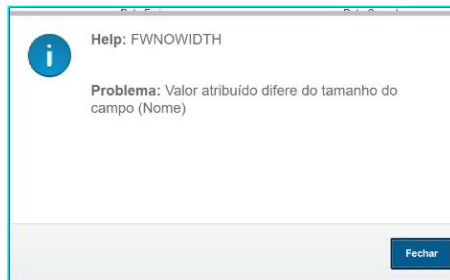 Help: FWNOWIDTH
Problema: Valor atribuído difere do tamanho do
campo (Nome)
Fechar